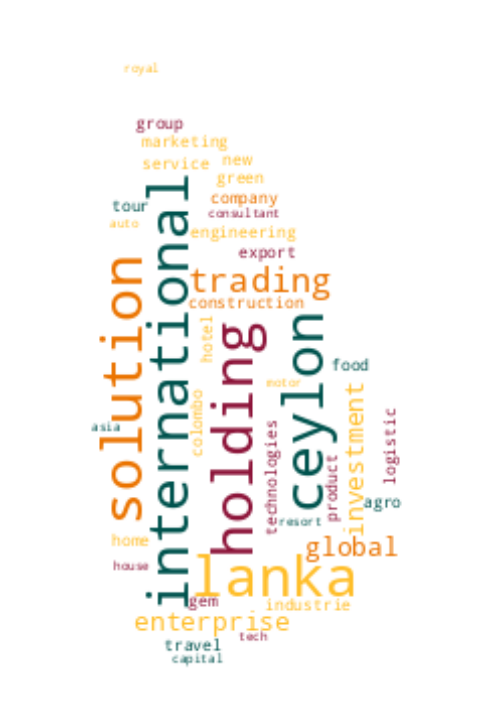 royal
group
marketing
service
new
green
tour
company
consultant
auto
engineering
export
international
solution
trading
construction
holding
ceylon
hotel
food
motor
colombo
investment
logistic
asia
technologies
product
agro
resort
home
global
house
lanka
gem
industrie
enterprise
tech
travel
capital